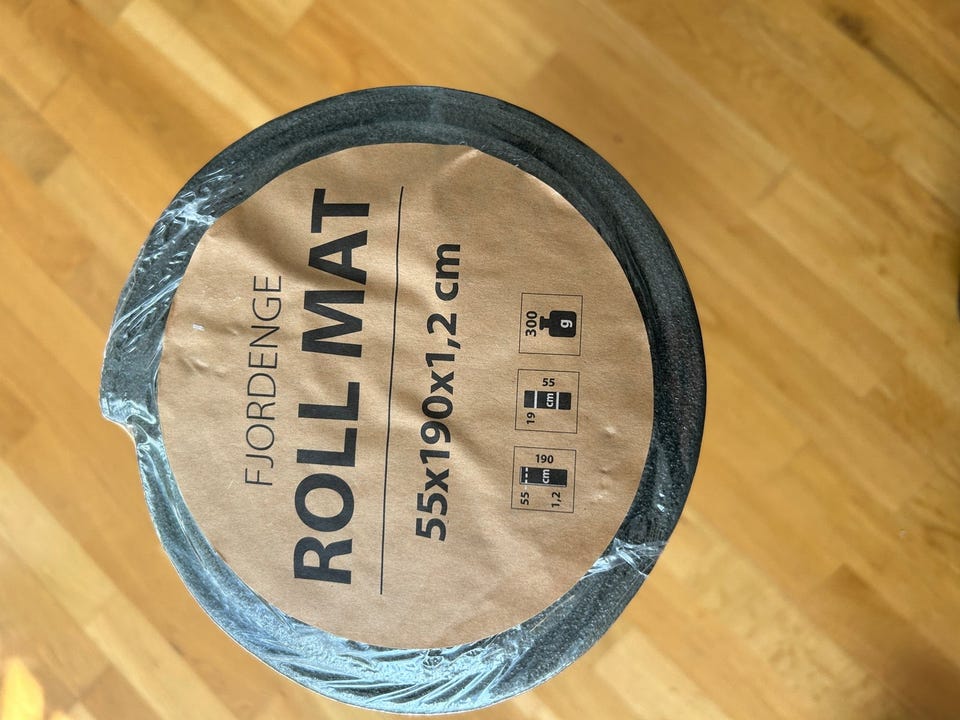 FJORDENGE
ROLL MAT
55x190x1,2 cm
55 190 cm 1,2
19 55 cm
300 g